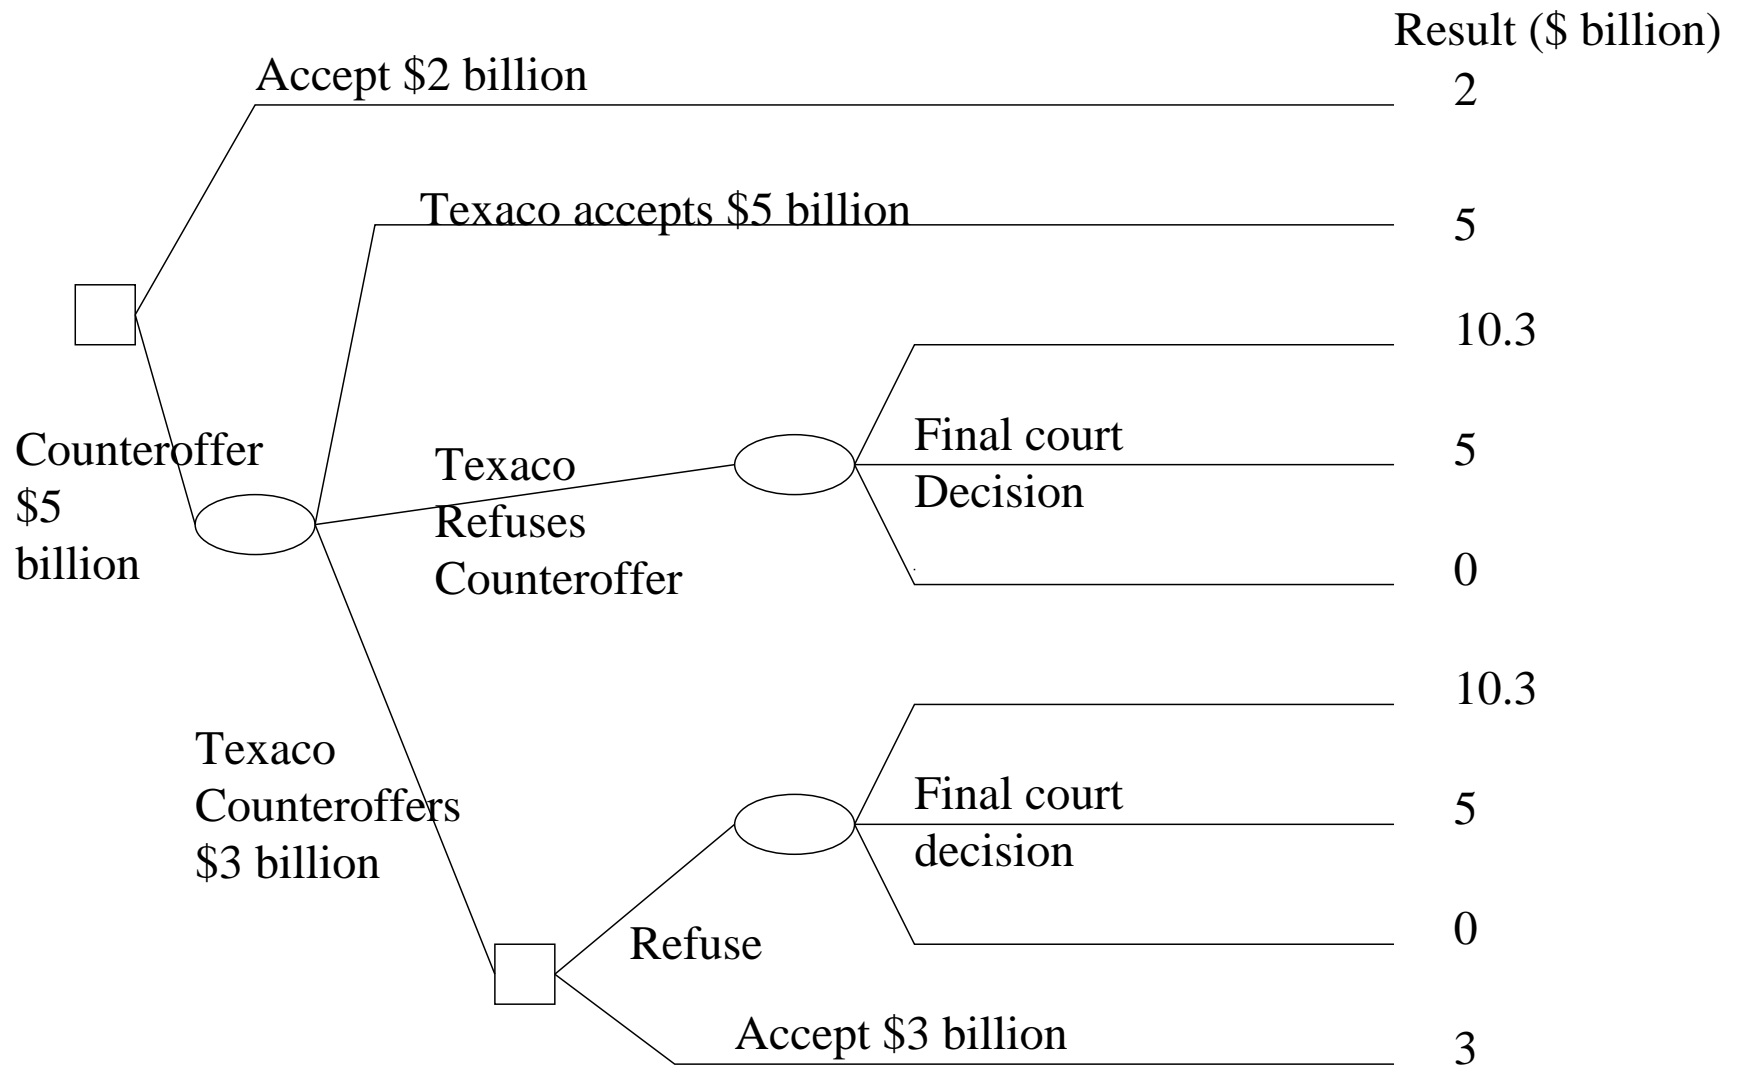 Result ($ billion)
Accept $2 billion
2
Texaco accepts $5 billion
5
10.3
Counteroffer
$5
billion
Texaco
Refuses
Counteroffer
Final court
Decision
5
0
10.3
Texaco
Counteroffers
$3 billion
Final court
decision
5
Refuse
0
Accept $3 billion
3